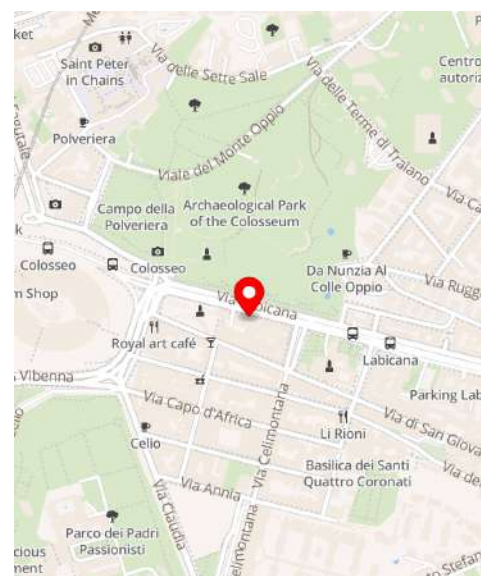 Saint Peter
in Chains
Via delle Sette Sale
Centro
autoriz
Polveriera
Viale del Monte Oppio
Via delle Terme di Traiano
Campo della
Polveriera
Archaeological Park
of the Colosseum
Colosseo
Colosseo
Da Nunzia Al
Colle Oppio
Via Rugg
m Shop
Royal art café
Labicana
s Vibenna
Via Capo d'Africa
Parking Lab
Celio
Li Rioni
Via di San Giova
Via Celimontana
Basilica dei Santi
Quattro Coronati
Via Annia
Via Claudia
Parco dei Padri
Passionisti